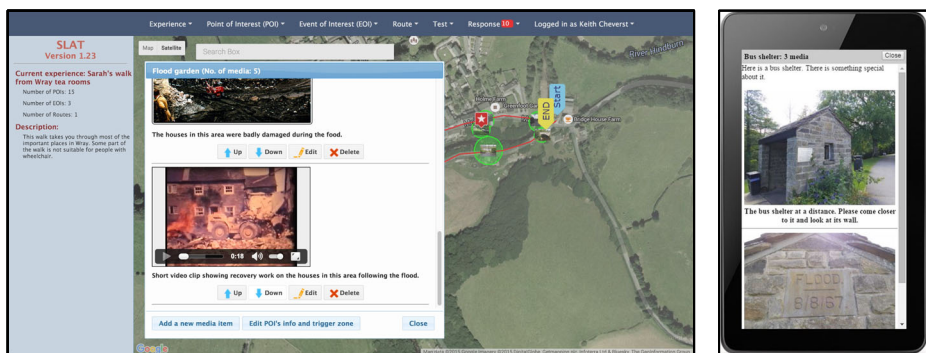 Experience
Point of Interest (POI)
Event of Interest (EOI)
Route
Test
Response 10
Logged in as Keith Cheverst
SLAT
Version 1.23
Current experience: Sarah's walk
from Wray tea rooms
Number of POIs: 13
Number of EOIs: 3
Number of Routes: 1
Description:
This walk takes you through most of the
important places in Wray. Some part of
the walk is not suitable for people with
wheelchair.
Map
Satellite
Search Box
River Hindburn
Flood garden (No. of media: 5)
The houses in this area were badly damaged during the food.
Up
Down
Edit
Delete
0:18
Short video clip showing recovery work on the houses in this area following the flood.
Up
Down
Edit
Delete
Add a new media item
Edit POI's info and trigger zone
Close
Google
Home Farm
END
Start
Bridge House Farm
Bus shelter: 3 media
Close
Here is a bus shelter. There is something special
about it.
The bus shelter at a distance. Please come closer
to it and look at its wall.
FLOOD
8/8/67